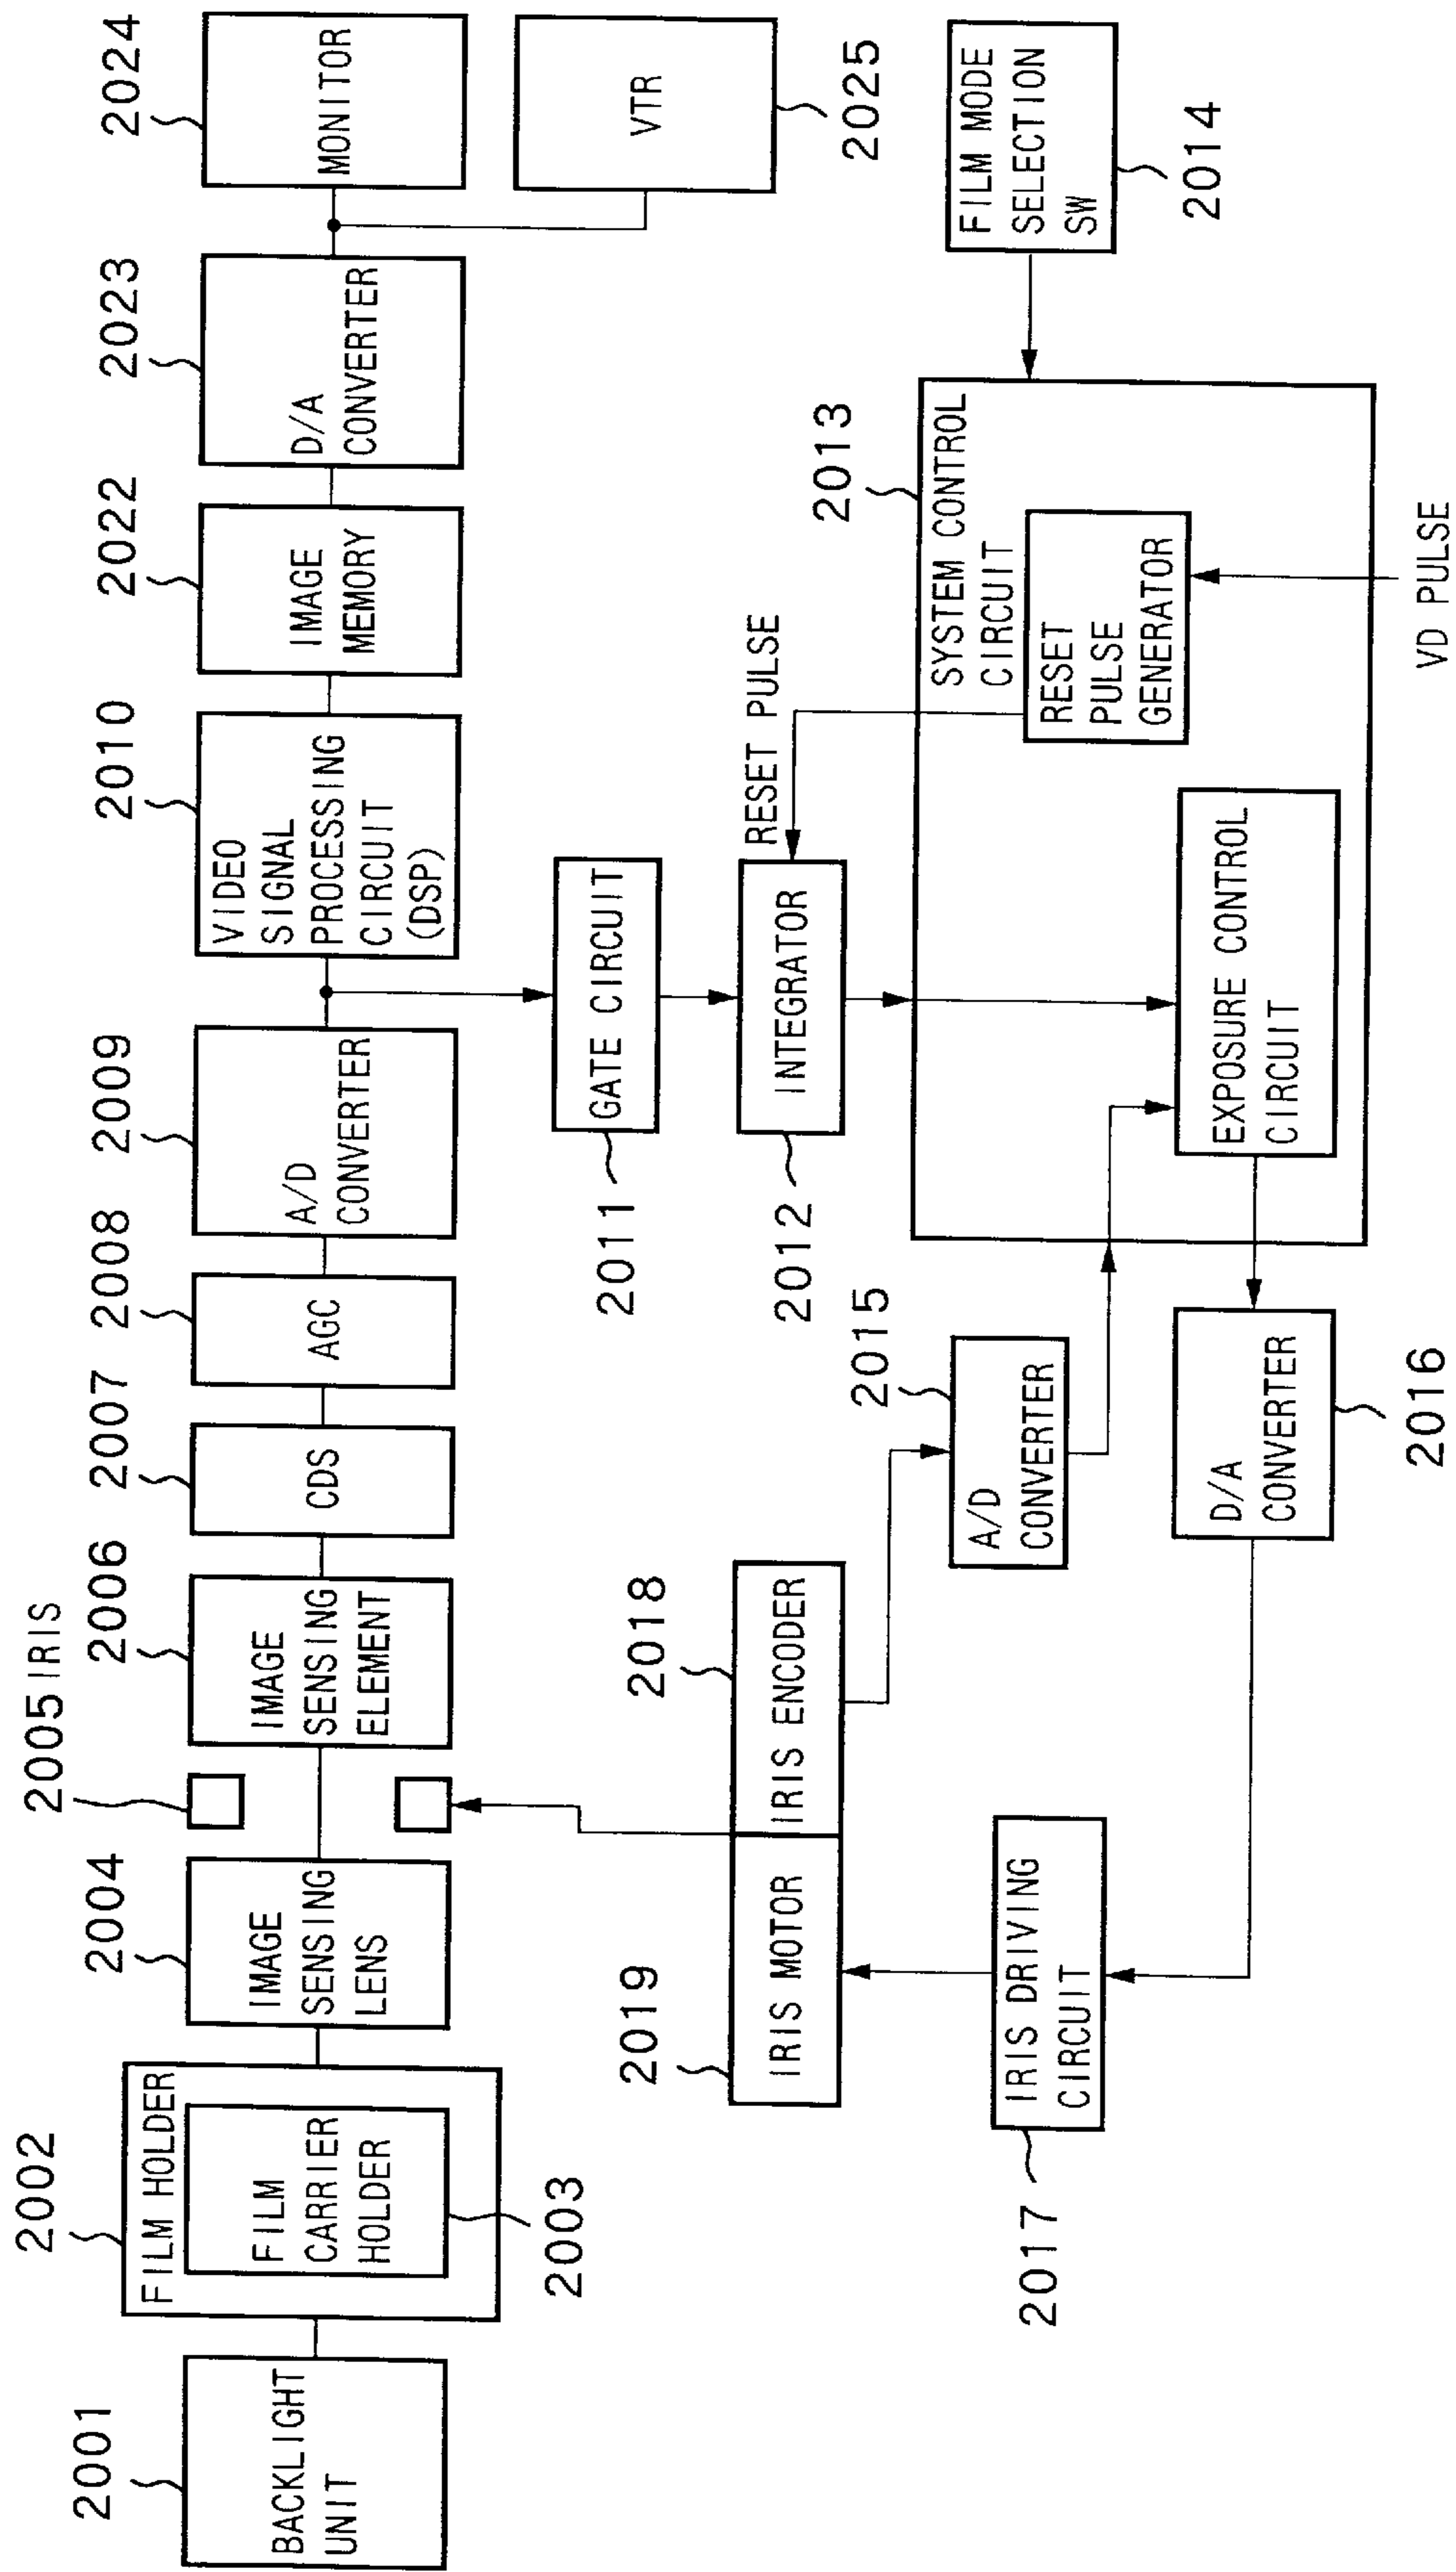 2001
BACKLIGHT
UNIT
2002
FILM HOLDER
FILM
CARRIER
HOLDER
2003
2004
IMAGE
SENSING
LENS
2005 IRIS
2006
IMAGE
SENSING
ELEMENT
2007
CDS
2008
AGC
2009
A/D
CONVERTER
2010
VIDEO
SIGNAL
PROCESSING
CIRCUIT
(DSP)
2022
IMAGE
MEMORY
2023
D/A
CONVERTER
2024
MONITOR
VTR
2025
GATE CIRCUIT
2011
RESET PULSE
INTEGRATOR
2012
2019
IRIS MOTOR
2018
IRIS ENCODER
2015
A/D
CONVERTER
2013
SYSTEM CONTROL
CIRCUIT
RESET
PULSE
GENERATOR
FILM MODE
SELECTION
SW
2014
IRIS DRIVING
CIRCUIT
2017
D/A
CONVERTER
2016
EXPOSURE CONTROL
CIRCUIT
VD PULSE